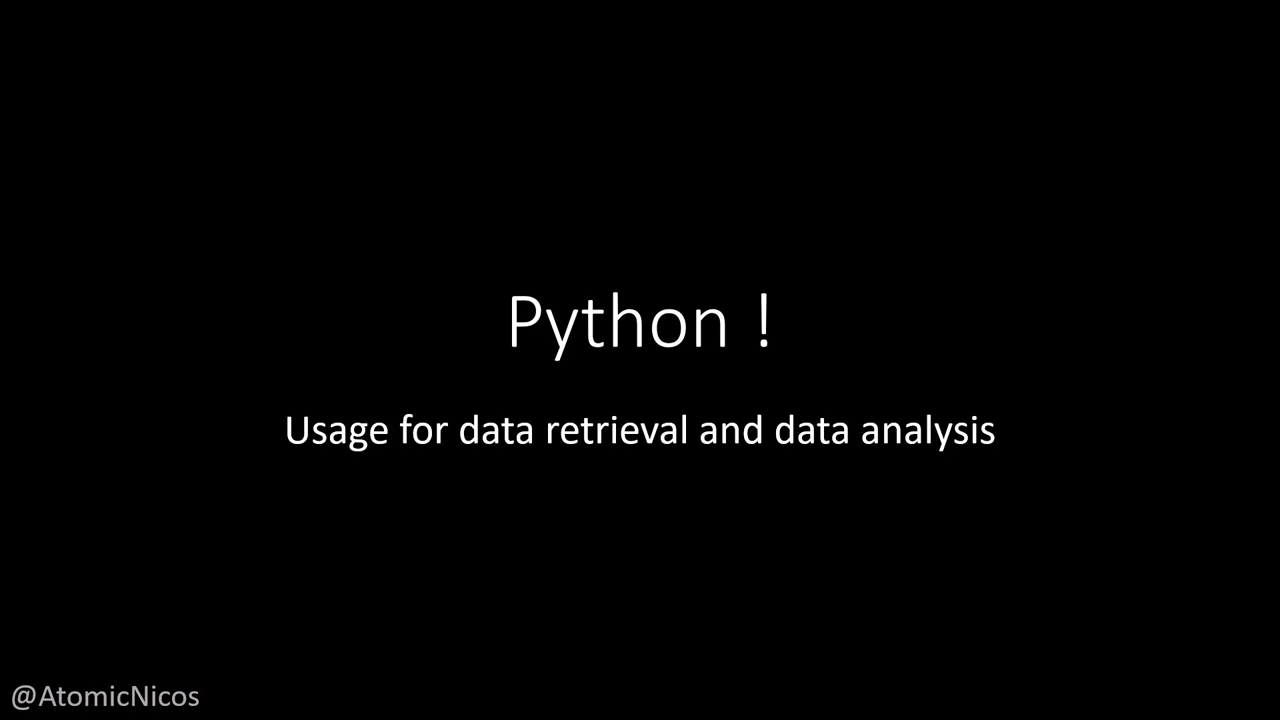 Python !
Usage for data retrieval and data analysis
@AtomicNicos